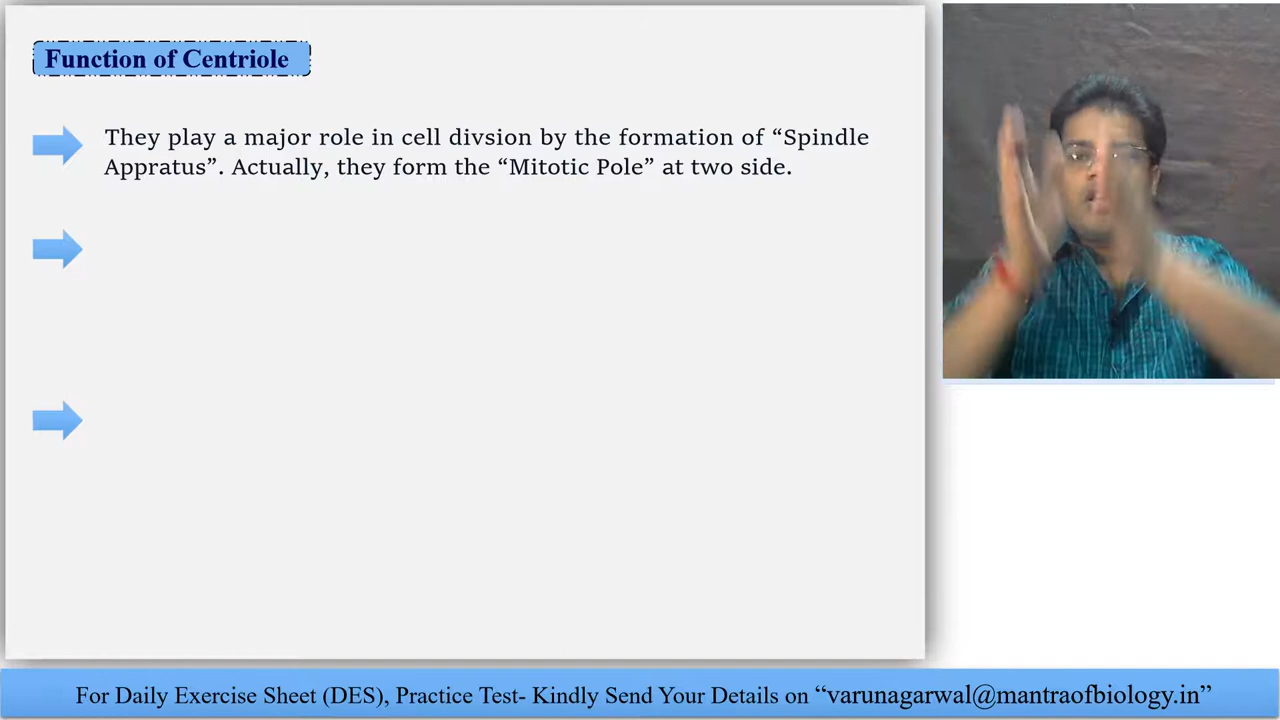 Function of Centriole
They play a major role in cell divsion by the formation of “Spindle
Appratus”. Actually, they form the “Mitotic Pole” at two side.
For Daily Exercise Sheet (DES), Practice Test- Kindly Send Your Details on “varunagarwal@mantraofbiology.in”